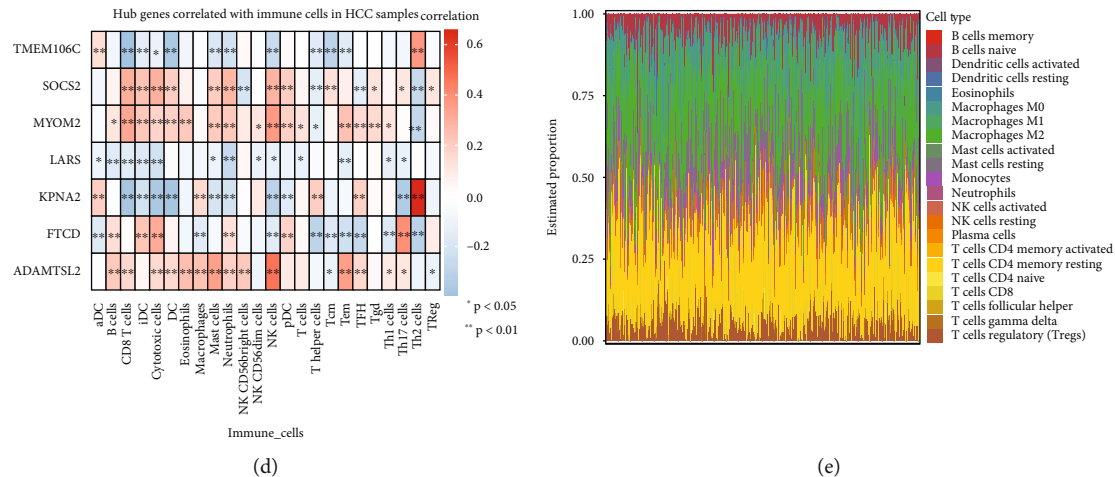 Hub genes correlated with immune cells in HCC samples
correlation
TMEM106C
SOCS2
MYOM2
LARS
KPNA2
FTCD
ADAMTSL2
0.6
0.4
0.2
0.0
−0.2
* p < 0.05
** p < 0.01
aDC
B cells
CD8 T cells
iDC
Cytotoxic cells
DC
Eosinophils
Macrophages
Mast cells
Neutrophils
NK CD56bright cells
NK CD56dim cells
NK cells
pDC
T cells
T helper cells
Tcm
Tem
TFH
Tgd
Th1 cells
Th17 cells
Th2 cells
TReg
Immune_cells
(d)
Estimated proportion
1.00
0.75
0.50
0.25
0.00
Cell type
B cells memory
B cells naive
Dendritic cells activated
Dendritic cells resting
Eosinophils
Macrophages M0
Macrophages M1
Macrophages M2
Mast cells activated
Mast cells resting
Monocytes
Neutrophils
NK cells activated
NK cells resting
Plasma cells
T cells CD4 memory activated
T cells CD4 memory resting
T cells CD4 naive
T cells CD8
T cells follicular helper
T cells gamma delta
T cells regulatory (Tregs)
(e)